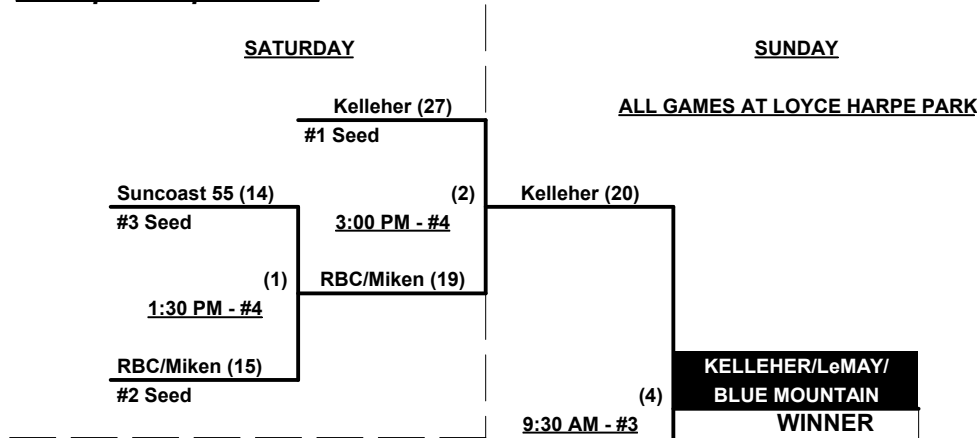 SATURDAY
SUNDAY
Kelleher (27)
ALL GAMES AT LOYCE HARPE PARK
#1 Seed
Suncoast 55 (14)
(2)
Kelleher (20)
#3 Seed
3:00 PM - #4
(1)
RBC/Miken (19)
1:30 PM - #4
RBC/Miken (15)
KELLEHER/LeMAY/
#2 Seed
(4)
BLUE MOUNTAIN
9:30 AM - #3
WINNER